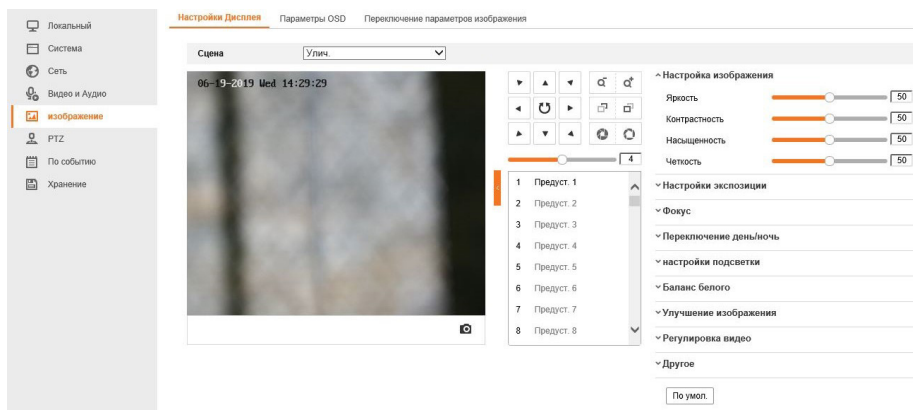 Настройки Дисплея Параметры OSD Переключение параметров изображения
Локальный
Система
Сеть
Видео и Аудио
изображение
PTZ
По событию
Хранение
Сцена Улич.
06-19-2019 Wed 14:29:29
4
1 Предуст. 1
2 Предуст. 2
3 Предуст. 3
4 Предуст. 4
5 Предуст. 5
6 Предуст. 6
7 Предуст. 7
8 Предуст. 8
Настройка изображения
Яркость 50
Контрастность 50
Насыщенность 50
Четкость 50
Настройки экспозиции
Фокус
Переключение день/ночь
настройки подсветки
Баланс белого
Улучшение изображения
Регулировка видео
Другое
По умол.